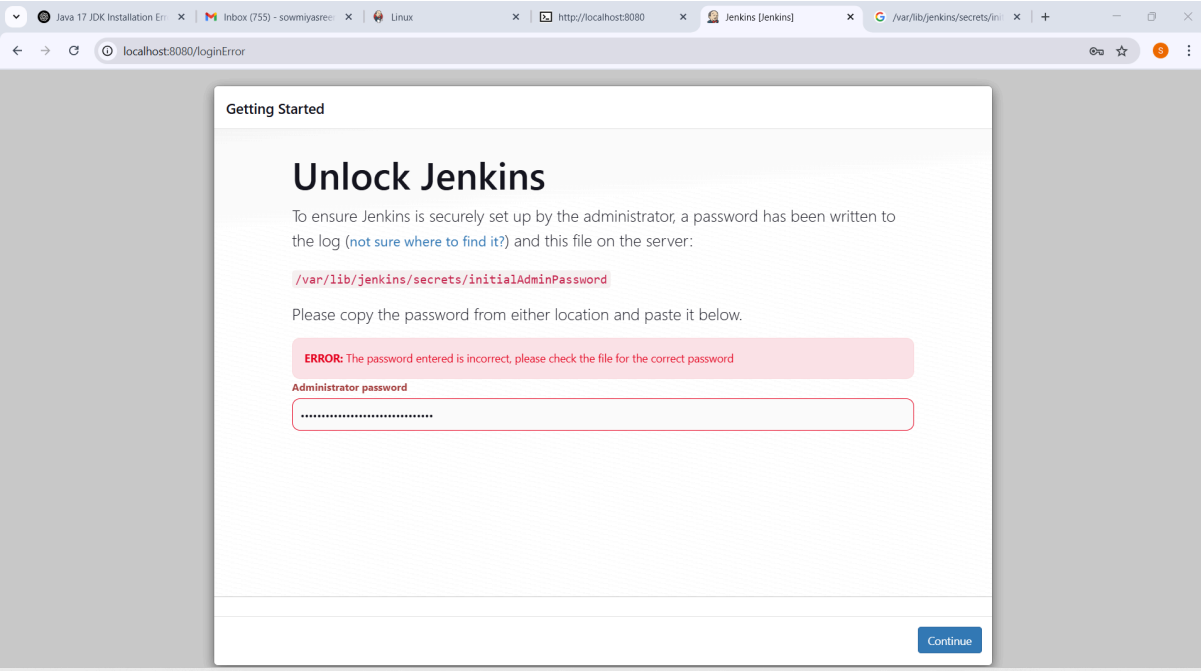 Java 17 JDK Installation Err
Inbox (755) - sowmiyasree
Linux
http://localhost:8080
Jenkins [Jenkins]
/var/lib/jenkins/secrets/init
localhost:8080/loginError
S
Getting Started
Unlock Jenkins
To ensure Jenkins is securely set up by the administrator, a password has been written to
the log (not sure where to find it?) and this file on the server:
/var/lib/jenkins/secrets/initialAdminPassword
Please copy the password from either location and paste it below.
ERROR: The password entered is incorrect, please check the file for the correct password
Administrator password
Continue